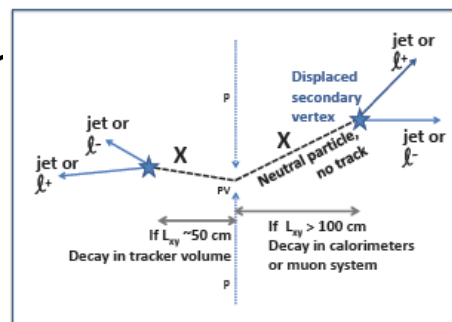 jet or
ℓ+
P
Displaced
secondary
vertex
jet or
ℓ-
X
X
jet or
ℓ-
jet or
ℓ+
Neutral particle,
no track
PV
If Lxy ~50 cm
Decay in tracker volume
If Lxy > 100 cm
Decay in calorimeters
or muon system
P